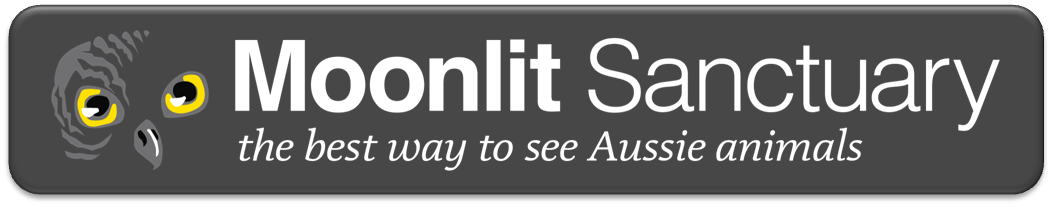 Moonlit Sanctuary
the best way to see Aussie animals